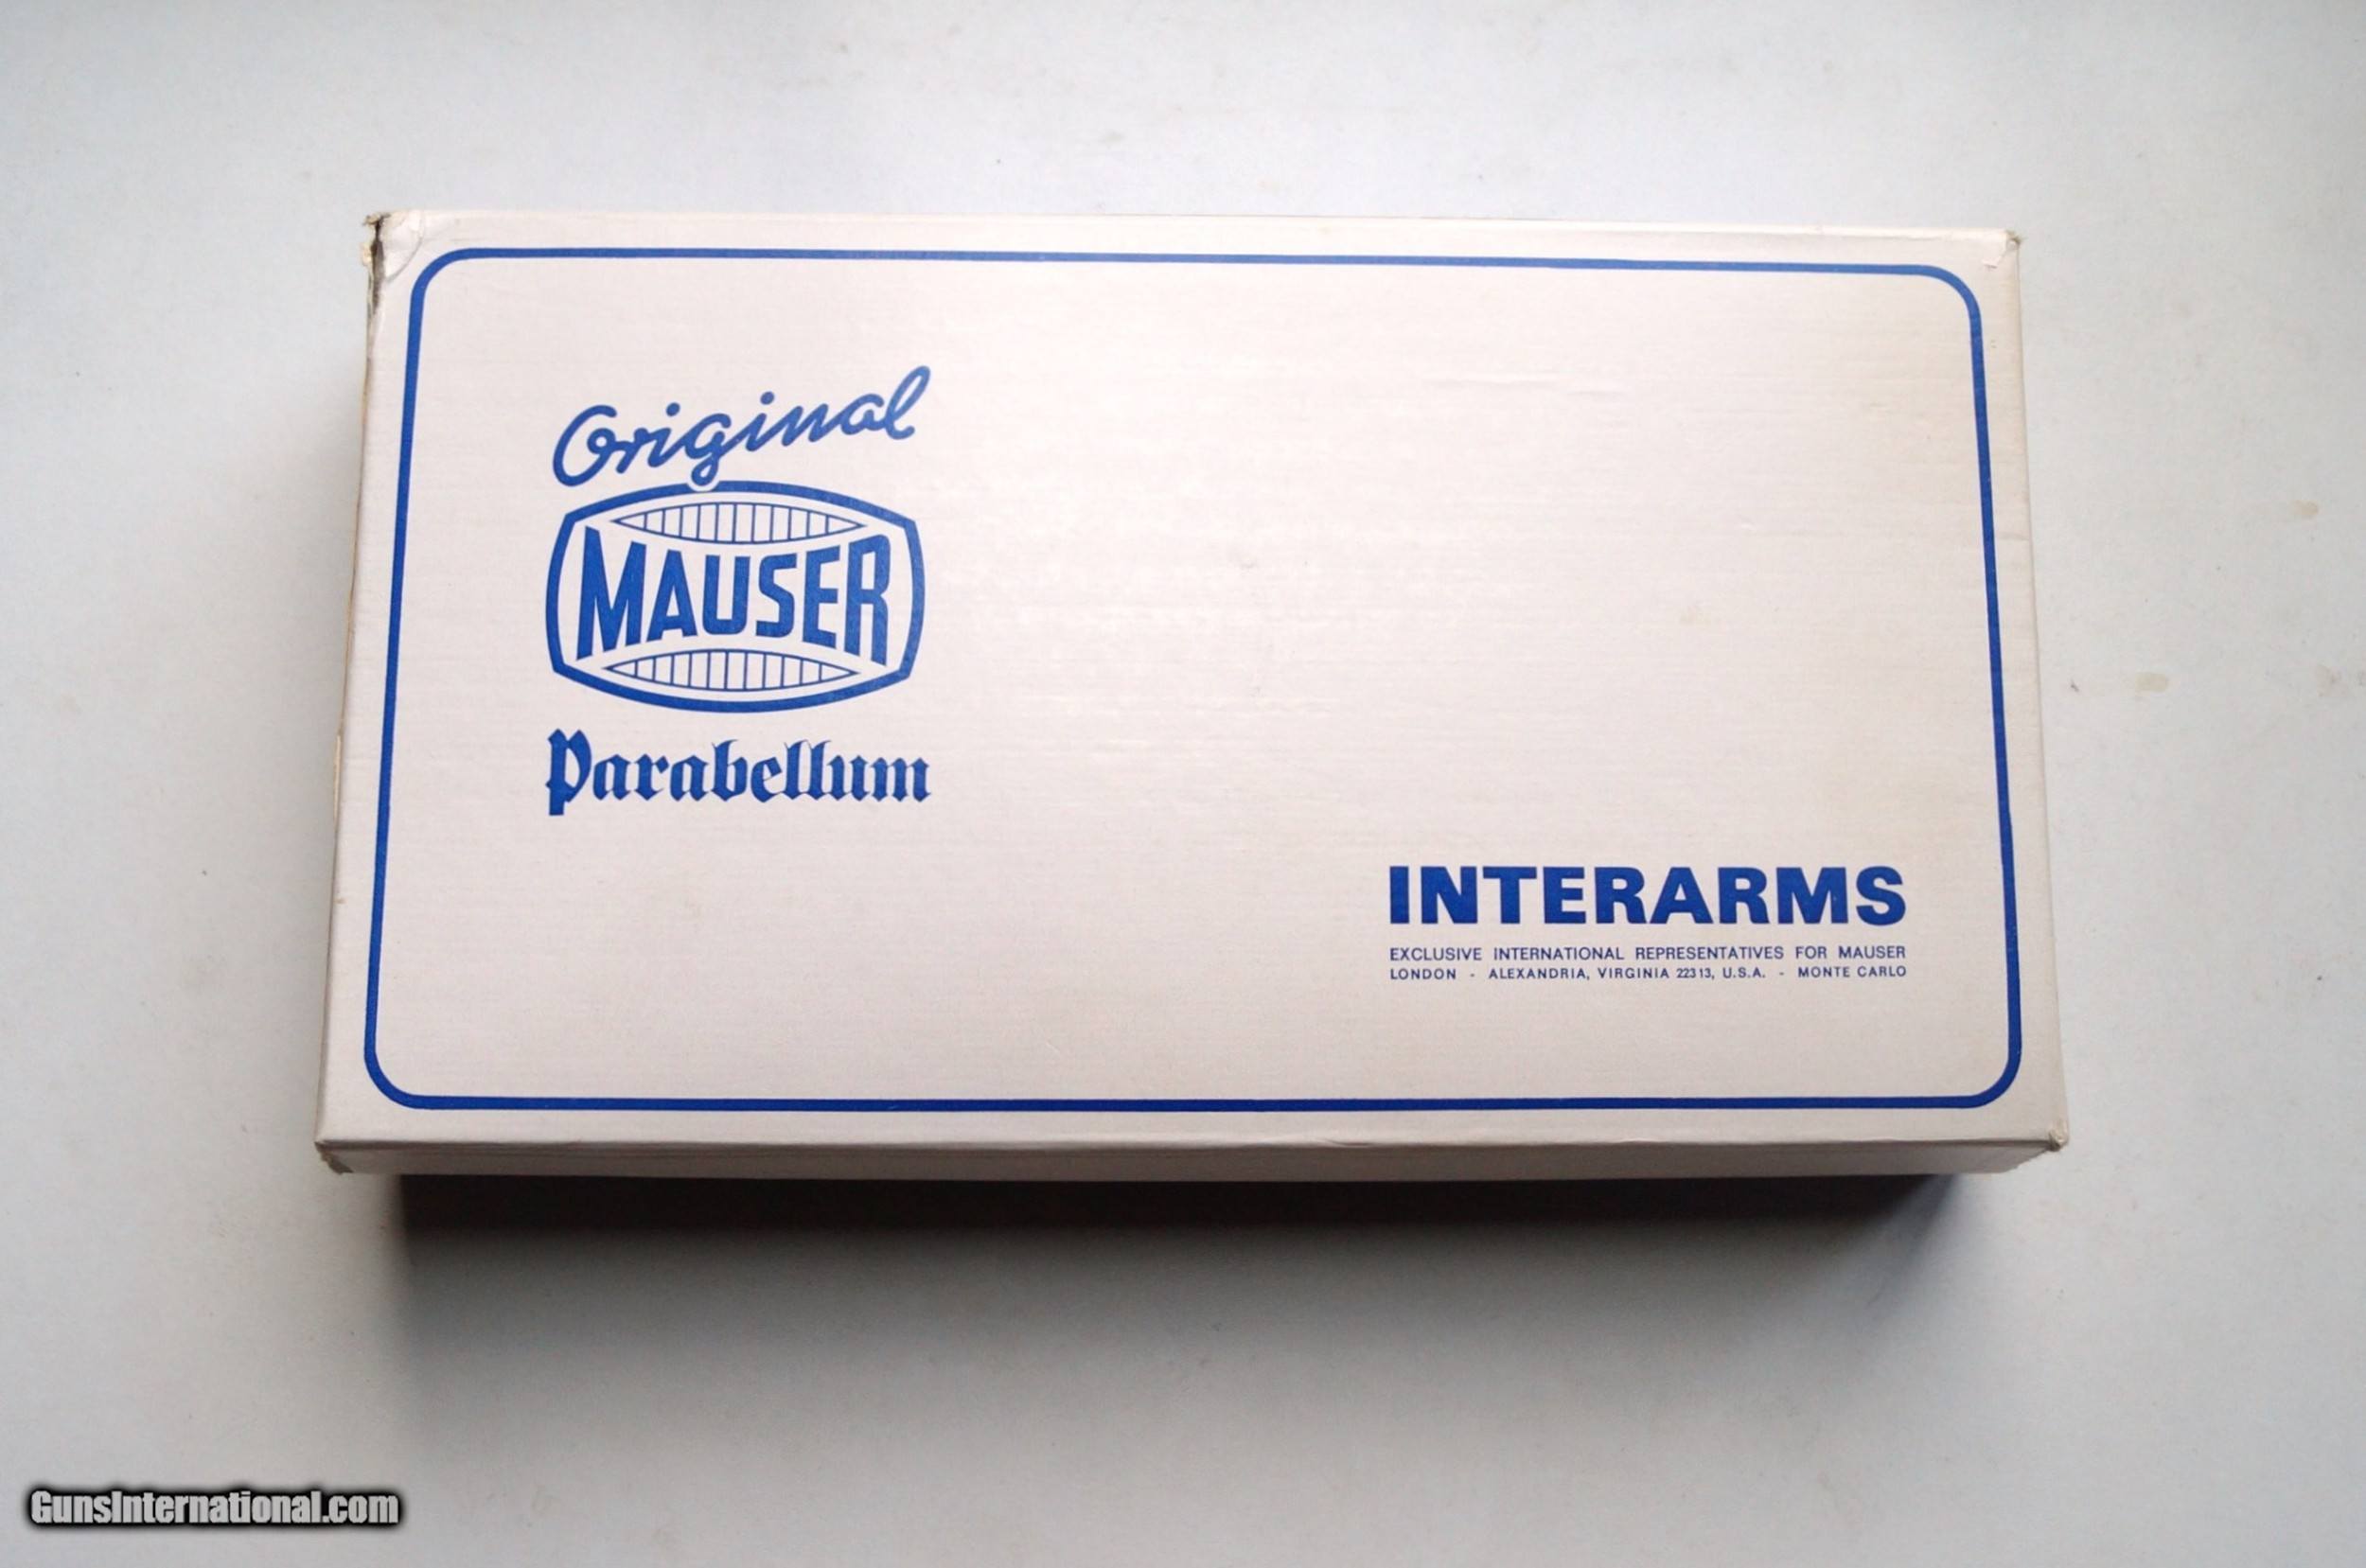 Original
MAUSER
Parabellum
INTERARMS
EXCLUSIVE INTERNATIONAL REPRESENTATIVES FOR MAUSER
LONDON - ALEXANDRIA, VIRGINIA 22313, U.S.A. - MONTE CARLO
GunsInternational.com